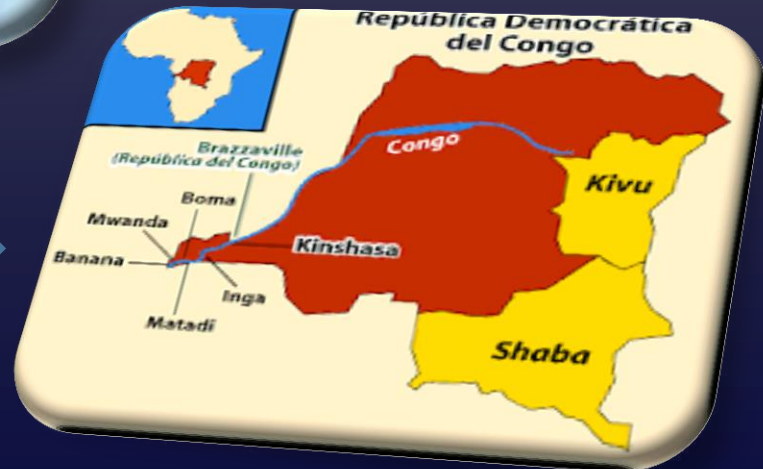 República Democrática
del Congo
Brazzaville
(República del Congo)
Congo
Kivu
Boma
Mwanda
Banana
Kinshasa
Inga
Matadi
Shaba